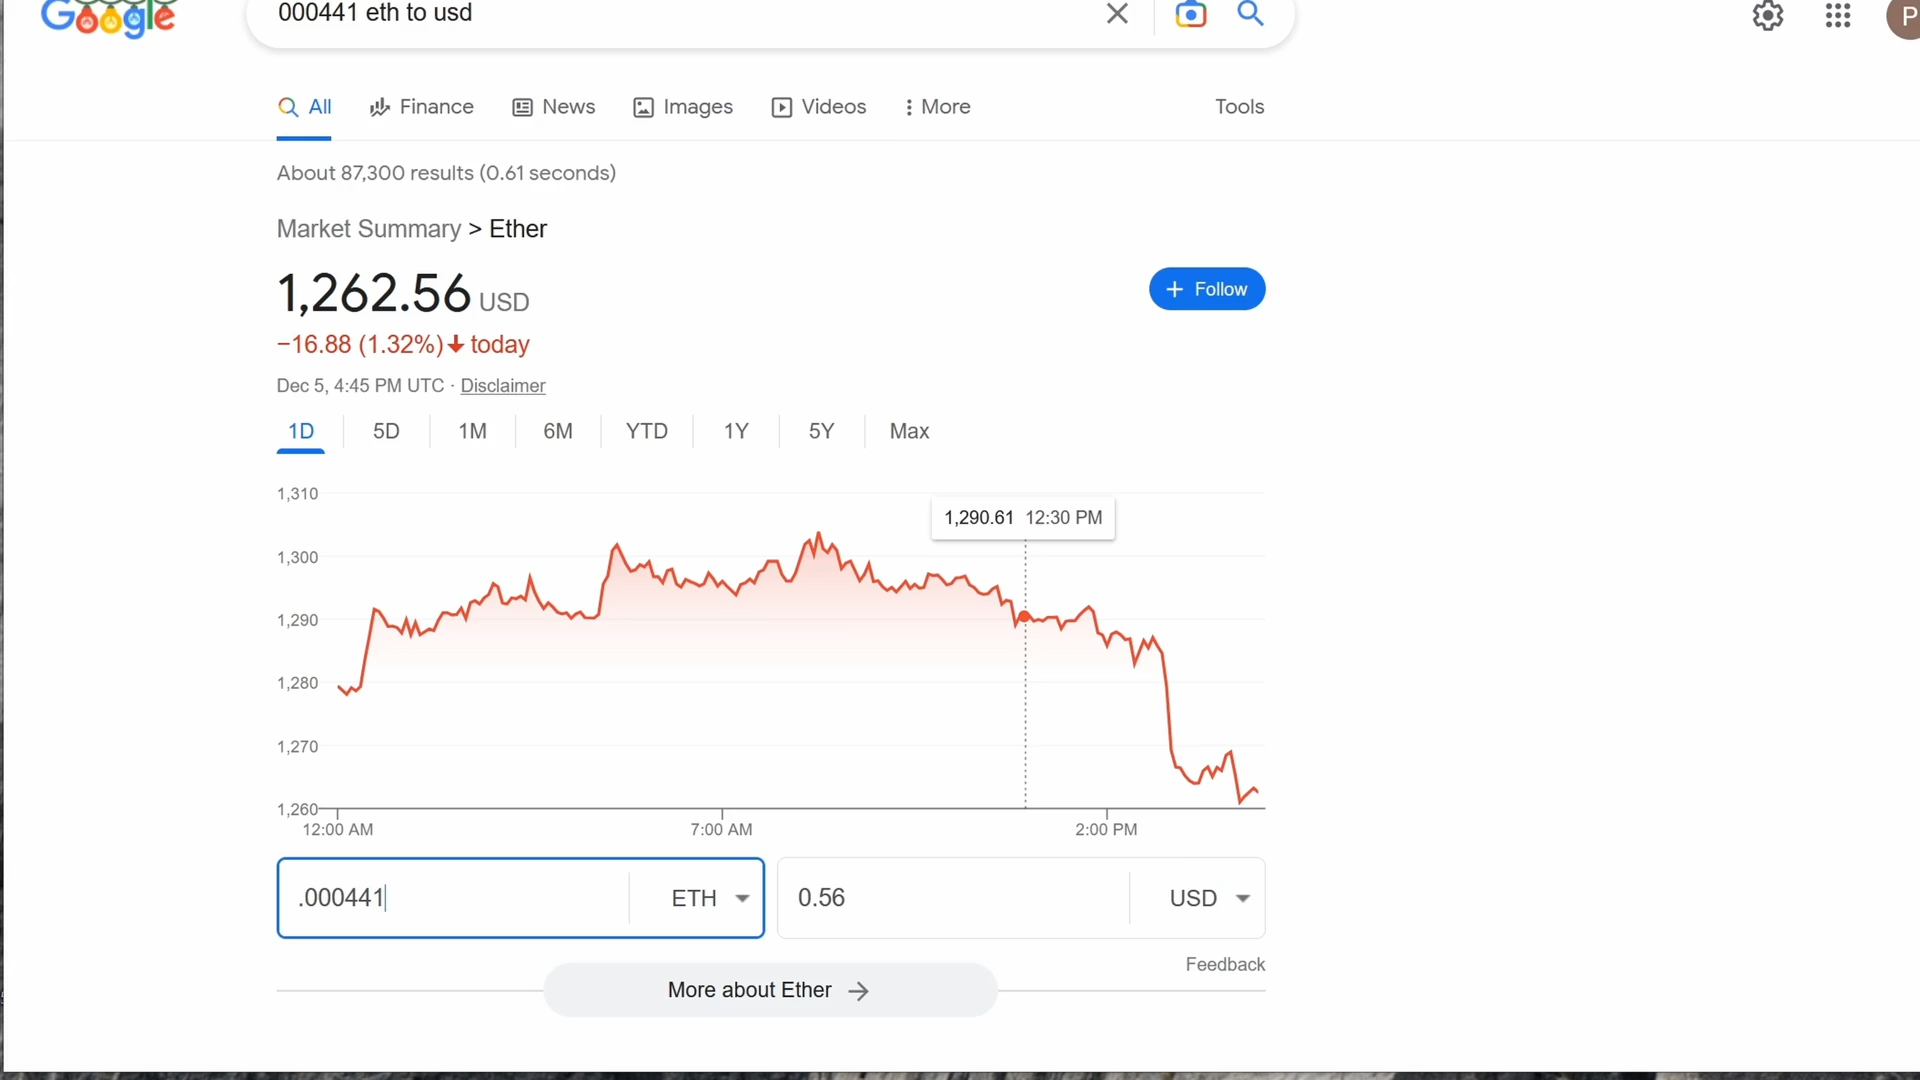 Google
000441 eth to usd
P
All
Finance
News
Images
Videos
More
Tools
About 87,300 results (0.61 seconds)
Market Summary > Ether
1,262.56 USD
Follow
−16.88 (1.32%) today
Dec 5, 4:45 PM UTC · Disclaimer
1D
5D
1M
6M
YTD
1Y
5Y
Max
1,310
1,290.61 12:30 PM
1,300
1,290
1,280
1,270
1,260
12:00 AM
7:00 AM
2:00 PM
.000441
ETH
0.56
USD
Feedback
More about Ether